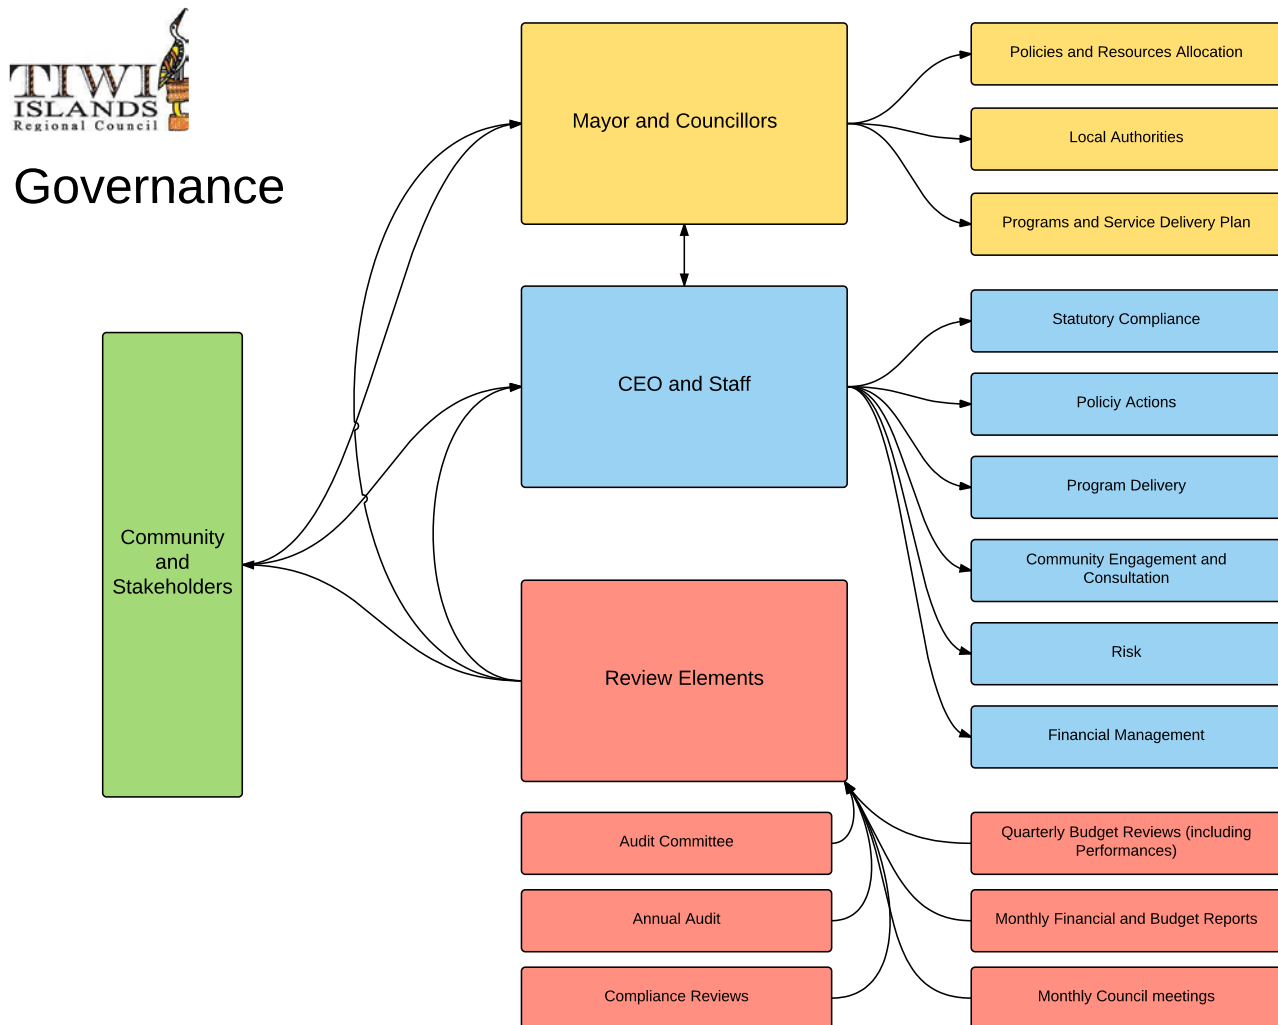 TIWI
ISLANDS
Regional Council
Governance
Community
and
Stakeholders
Mayor and Councillors
CEO and Staff
Review Elements
Audit Committee
Annual Audit
Compliance Reviews
Policies and Resources Allocation
Local Authorities
Programs and Service Delivery Plan
Statutory Compliance
Policiy Actions
Program Delivery
Community Engagement and
Consultation
Risk
Financial Management
Quarterly Budget Reviews (including
Performances)
Monthly Financial and Budget Reports
Monthly Council meetings